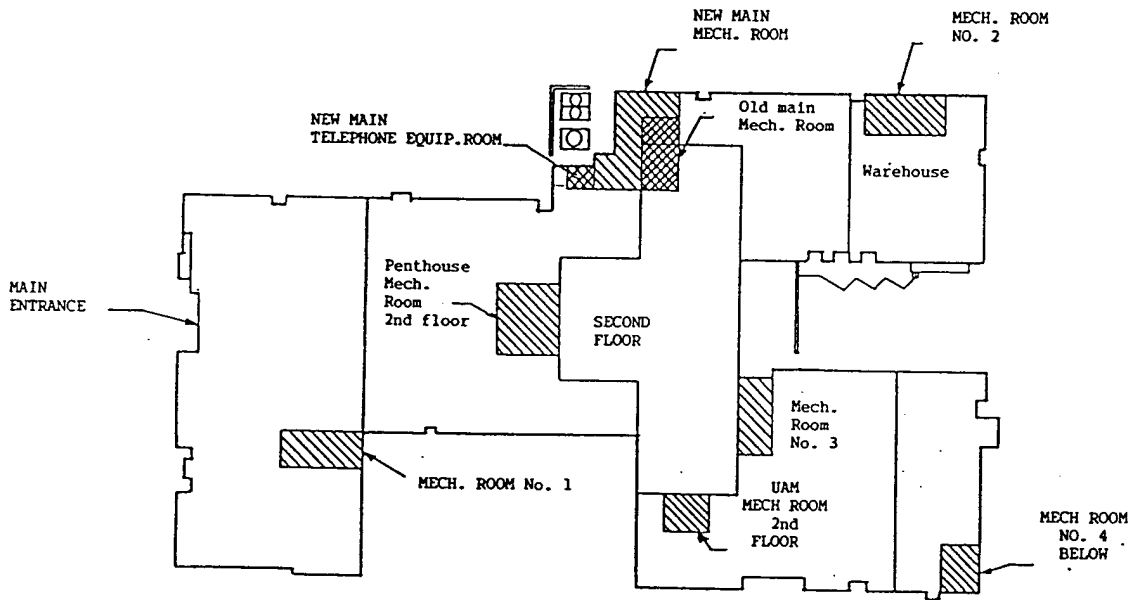 NEW MAIN
MECH. ROOM
MECH. ROOM
NO. 2
NEW MAIN
TELEPHONE EQUIP.ROOM
Old main
Mech. Room
Warehouse
MAIN
ENTRANCE
Penthouse
Mech.
Room
2nd floor
SECOND
FLOOR
Mech.
Room
No. 3
MECH. ROOM No. 1
UAM
MECH ROOM
2nd
FLOOR
MECH ROOM
NO. 4
BELOW